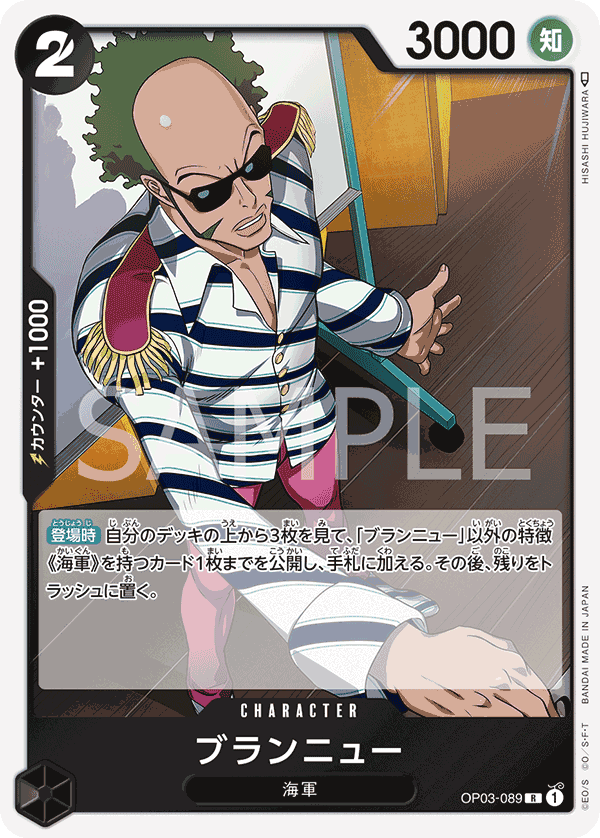 2
3000
知
HISASHI HUJIWARA
カウンター +1000
SAMPLE
登場時 自分のデッキの上から3枚を見て、「ブランニュー」以外の特徴
《海軍》を持つカード1枚までを公開し、手札に加える。その後、残りをト
ラッシュに置く。
CHARACTER
ブランニュー
海軍
OP03-089 R 1
©E.O/S ©O/S・F・T BANDAI MADE IN JAPAN